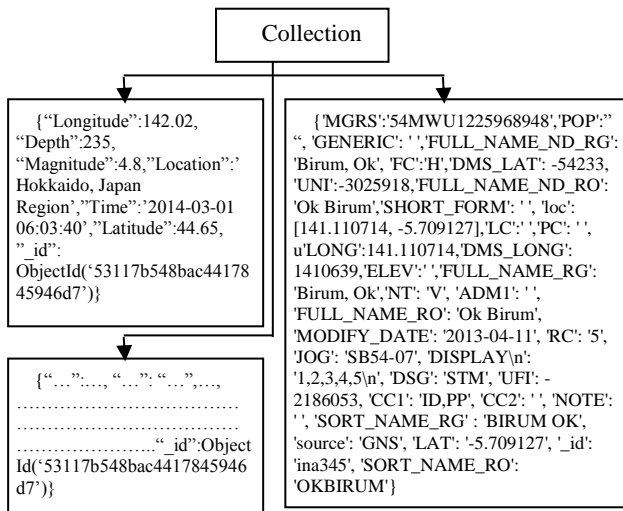 Collection
{“Longitude”:142.02,
“Depth”:235,
“Magnitude”:4.8,”Location”:’
Hokkaido, Japan
Region’,”Time”:’2014-03-01
06:03:40’,”Latitude”:44.65,
”_id”:
ObjectId(‘53117b548bac44178
45946d7’)}
{“…”:…, “…”: “…”,…,
…………………………………
…………………………………
…………………..“_id”:Object
Id(‘53117b548bac4417845946
d7’)}
{'MGRS':'54MWU1225968948','POP':”
“, 'GENERIC': ' ','FULL_NAME_ND_RG':
'Birum, Ok', 'FC':'H','DMS_LAT': -54233,
'UNI':-3025918,'FULL_NAME_ND_RO':
'Ok Birum','SHORT_FORM': ' ', 'loc':
[141.110714, -5.709127],'LC':' ','PC': ' ',
u'LONG':141.110714,'DMS_LONG':
1410639,'ELEV':' ','FULL_NAME_RG':
'Birum, Ok','NT': 'V', 'ADM1': ' ',
'FULL_NAME_RO': 'Ok Birum',
'MODIFY_DATE': '2013-04-11', 'RC': '5',
'JOG': 'SB54-07', 'DISPLAY\n':
'1,2,3,4,5\n', 'DSG': 'STM', 'UFI': -
2186053, 'CC1': 'ID,PP', 'CC2': ' ', 'NOTE':
' ', 'SORT_NAME_RG' : 'BIRUM OK',
'source': 'GNS', 'LAT': '-5.709127', '_id':
'ina345', 'SORT_NAME_RO':
'OKBIRUM'}